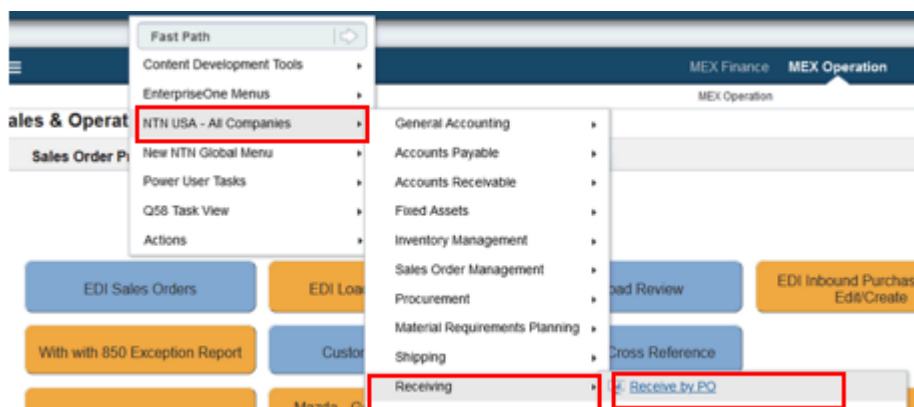 Fast Path
Content Development Tools
MEX Finance MEX Operation
EnterpriseOne Menus
MEX Operation
ales & Operat
NTN USA - All Companies
General Accounting
Sales Order Pr
New NTN Global Menu
Accounts Payable
Power User Tasks
Accounts Receivable
Q58 Task View
Fixed Assets
Actions
Inventory Management
Sales Order Management
EDI Sales Orders
EDI Loa
Procurement
oad Review
EDI Inbound Purchas
Edit/Create
Material Requirements Planning
With with 850 Exception Report
Custor
Shipping
Cross Reference
Receiving
Receive by PO